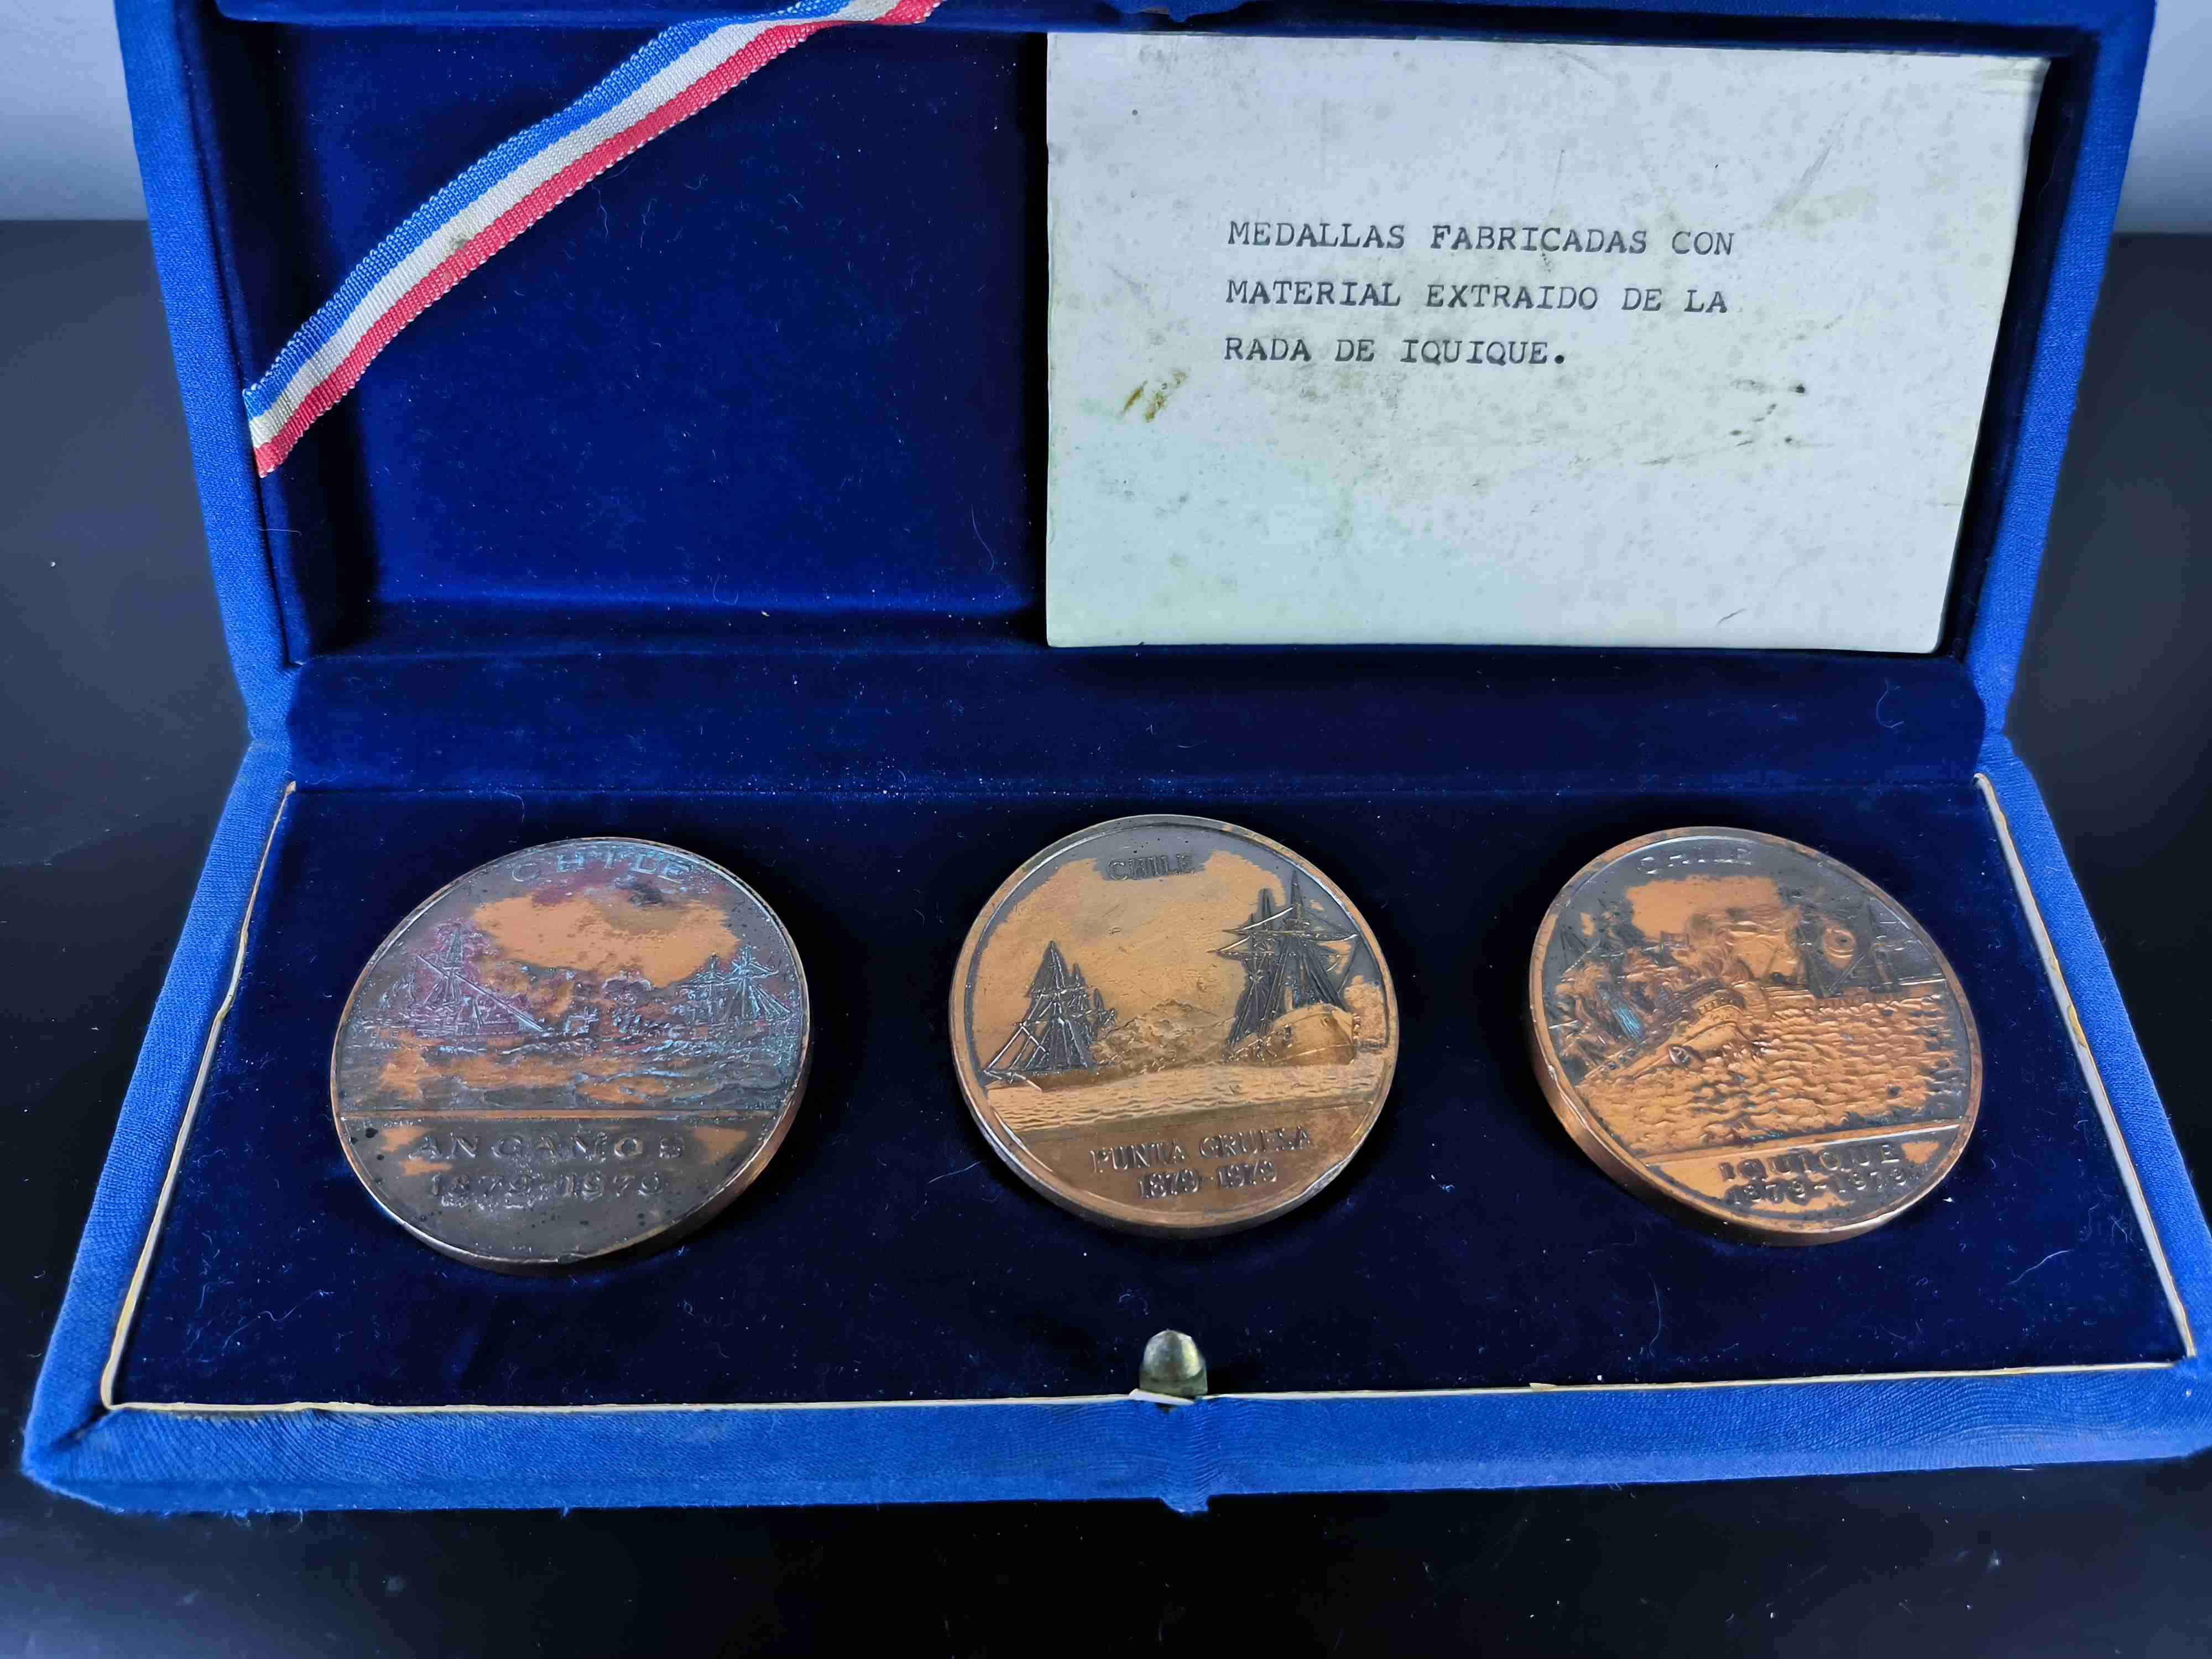 MEDALLAS FABRICADAS CON
MATERIAL EXTRAIDO DE LA
RADA DE IQUIQUE.
CHILE
ANGAMOS
1879-1979
CHILE
PUNTA GRUESA
1879-1979
CHILE
IQUIQUE
1879-1979